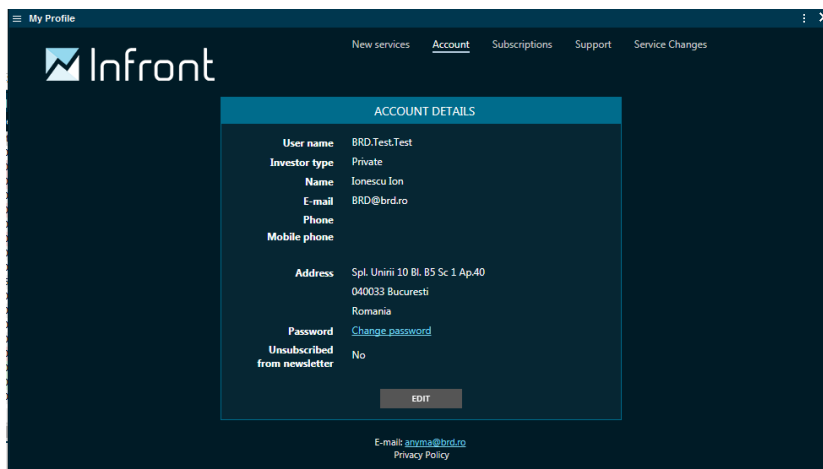 My Profile
Infront
New services Account Subscriptions Support Service Changes
ACCOUNT DETAILS
User name BRD.Test.Test
Investor type Private
Name Ionescu Ion
E-mail BRD@brd.ro
Phone
Mobile phone
Address Spl. Unirii 10 Bl. B5 Sc 1 Ap.40
040033 Bucuresti
Romania
Password Change password
Unsubscribed
from newsletter No
EDIT
E-mail: anyma@brd.ro
Privacy Policy